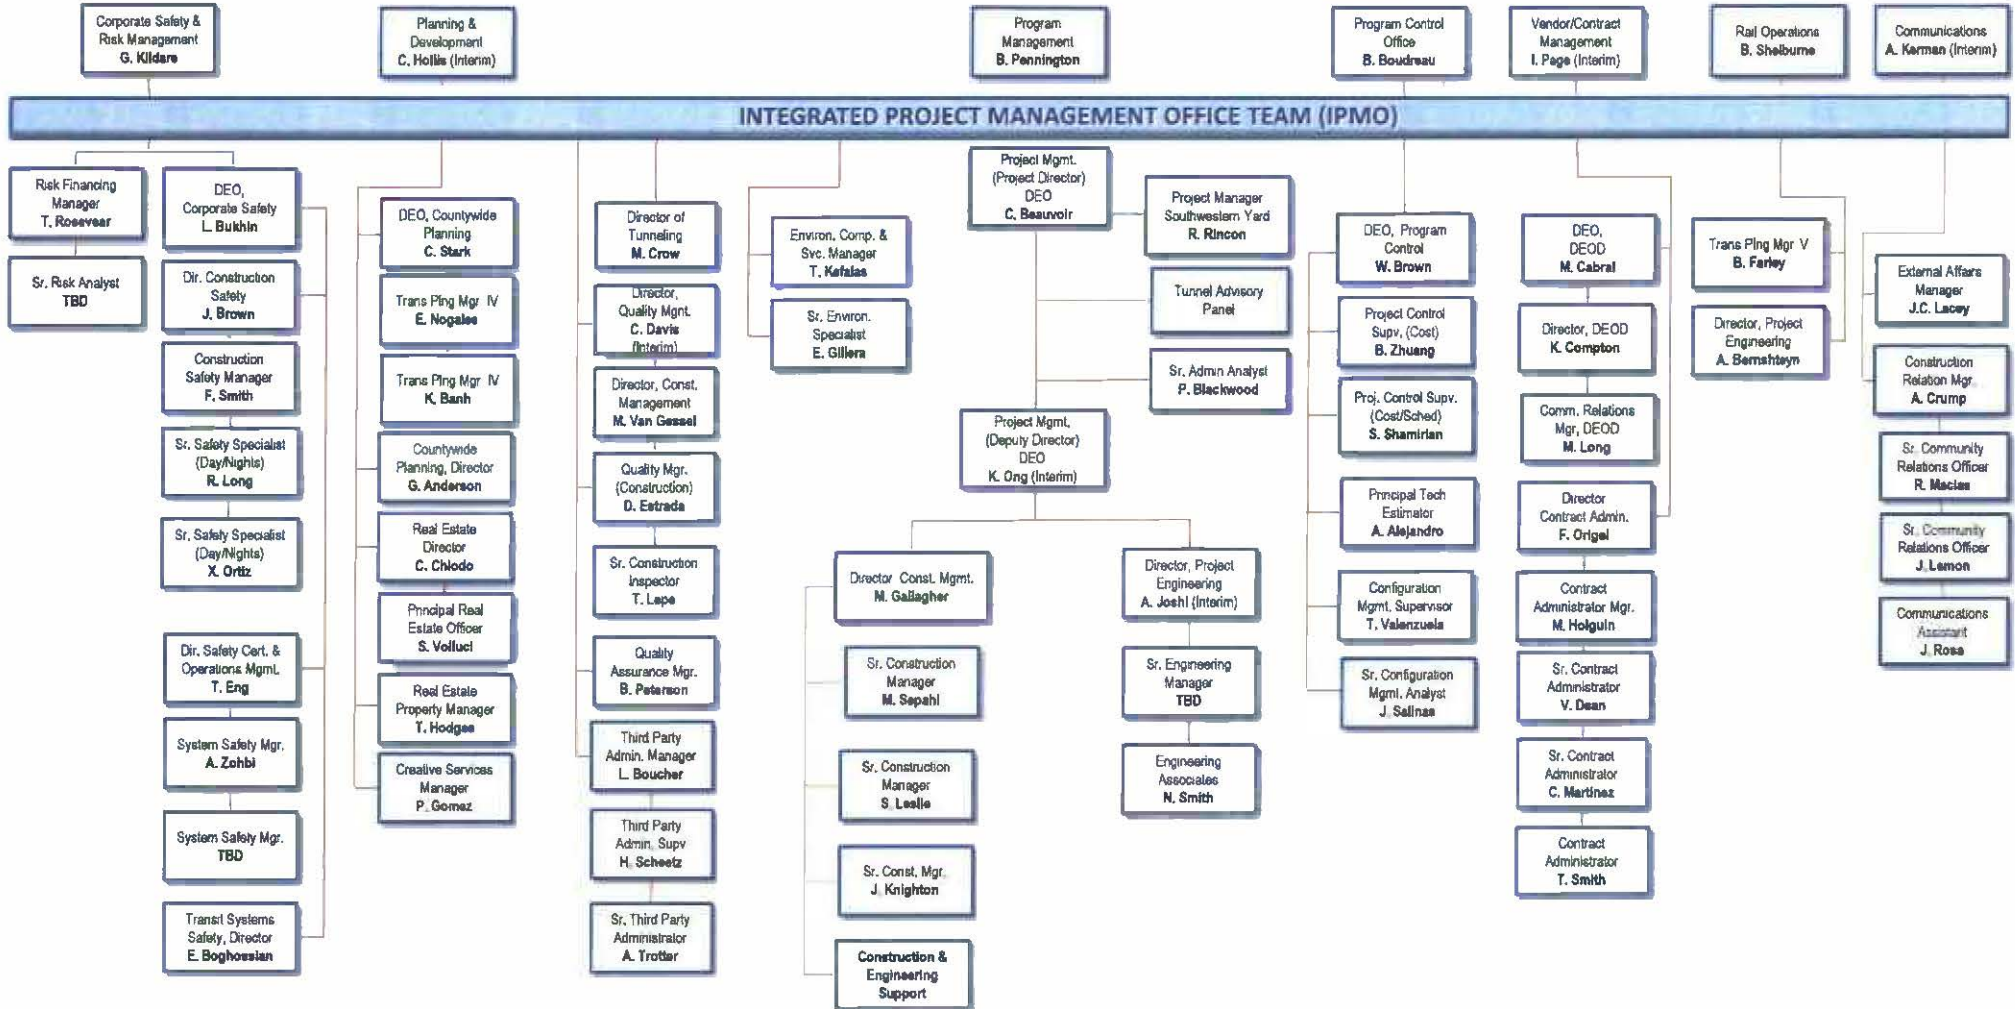 Corporate Safety &
Risk Management
G. Kildare
Planning &
Development
C. Hollis (Interim)
Program
Management
B. Pennington
Program Control
Office
B. Boudreau
Vendor/Contract
Management
I. Page (Interim)
Rail Operations
B. Shelburne
Communications
A. Kerman (Interim)
INTEGRATED PROJECT MANAGEMENT OFFICE TEAM (IPMO)
Risk Financing
Manager
T. Rosevear
Sr. Risk Analyst
TBD
DEO,
Corporate Safety
L. Bukhin
Dir. Construction
Safety
J. Brown
Construction
Safety Manager
F. Smith
Sr. Safety Specialist
(Day/Nights)
R. Long
Sr. Safety Specialist
(Day/Nights)
X. Ortiz
Dir. Safety Cert. &
Operations Mgmt.
T. Eng
System Safety Mgr.
A. Zohbi
System Safety Mgr.
TBD
Transit Systems
Safety, Director
E. Boghossian
DEO, Countywide
Planning
C. Stark
Trans Plng Mgr IV
E. Nogales
Trans Plng Mgr IV
K. Banh
Countywide
Planning, Director
G. Anderson
Real Estate
Director
C. Chiodo
Principal Real
Estate Officer
S. Velluci
Real Estate
Property Manager
T. Hodges
Creative Services
Manager
P. Gomez
Director of
Tunneling
M. Crow
Director,
Quality Mgnt.
C. Davis
(Interim)
Director, Const.
Management
M. Van Gessel
Quality Mgr.
(Construction)
D. Estrada
Sr. Construction
Inspector
T. Lepe
Quality
Assurance Mgr.
B. Peterson
Third Party
Admin. Manager
L. Boucher
Third Party
Admin. Supv
H. Scheetz
Sr. Third Party
Administrator
A. Trotter
Environ. Comp. &
Svc. Manager
T. Kefalas
Sr. Environ.
Specialist
E. Gillera
Project Mgmt.
(Project Director)
DEO
C. Beauvoir
Project Manager
Southwestern Yard
R. Rincon
Tunnel Advisory
Panel
Sr. Admin Analyst
P. Blackwood
Project Mgmt.
(Deputy Director)
DEO
K. Ong (Interim)
Director Const. Mgmt.
M. Gallagher
Sr. Construction
Manager
M. Sepahi
Sr. Construction
Manager
S. Leslie
Sr. Const. Mgr.
J. Knighton
Construction &
Engineering
Support
Director, Project
Engineering
A. Joshi (Interim)
Sr. Engineering
Manager
TBD
Engineering
Associates
N. Smith
DEO, Program
Control
W. Brown
Project Control
Supv. (Cost)
B. Zhuang
Proj. Control Supv.
(Cost/Sched)
S. Shamirian
Principal Tech
Estimator
A. Alejandro
Configuration
Mgmt. Supervisor
T. Valenzuela
Sr. Configuration
Mgmt. Analyst
J. Salinas
DEO,
DEOD
M. Cabral
Director, DEOD
K. Compton
Comm. Relations
Mgr, DEOD
M. Long
Director
Contract Admin.
F. Origel
Contract
Administrator Mgr.
M. Holguin
Sr. Contract
Administrator
V. Dean
Sr. Contract
Administrator
C. Martinez
Contract
Administrator
T. Smith
Trans Plng Mgr V
B. Farley
Director, Project
Engineering
A. Bernshteyn
External Affairs
Manager
J.C. Lacey
Construction
Relation Mgr.
A. Crump
Sr. Community
Relations Officer
R. Macias
Sr. Community
Relations Officer
J. Lemon
Communications
Assistant
J. Rosa